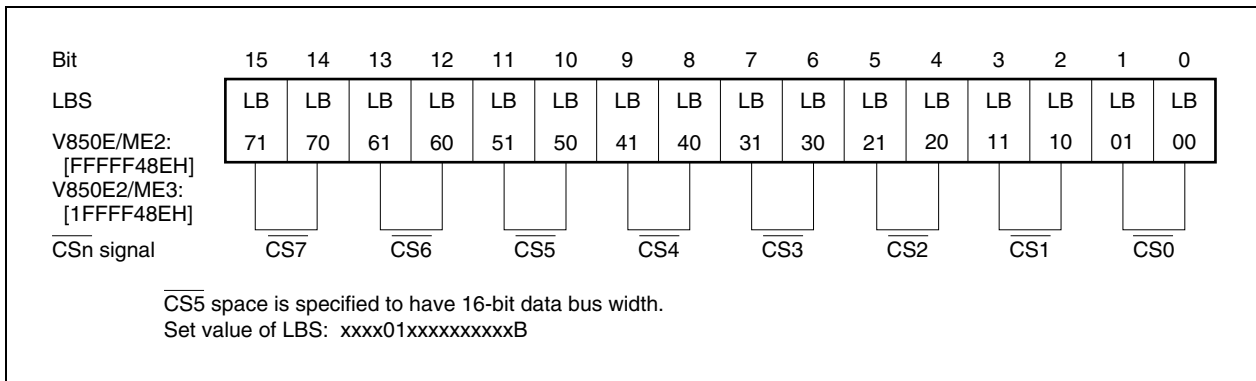 Bit 15 14 13 12 11 10 9 8 7 6 5 4 3 2 1 0
LBS LB LB LB LB LB LB LB LB LB LB LB LB LB LB LB LB
V850E/ME2: 71 70 61 60 51 50 41 40 31 30 21 20 11 10 01 00
[FFFFF48EH]
V850E2/ME3:
[1FFFF48EH]
CSn signal CS7 CS6 CS5 CS4 CS3 CS2 CS1 CS0
CS5 space is specified to have 16-bit data bus width.
Set value of LBS: xxxx01xxxxxxxxxxB